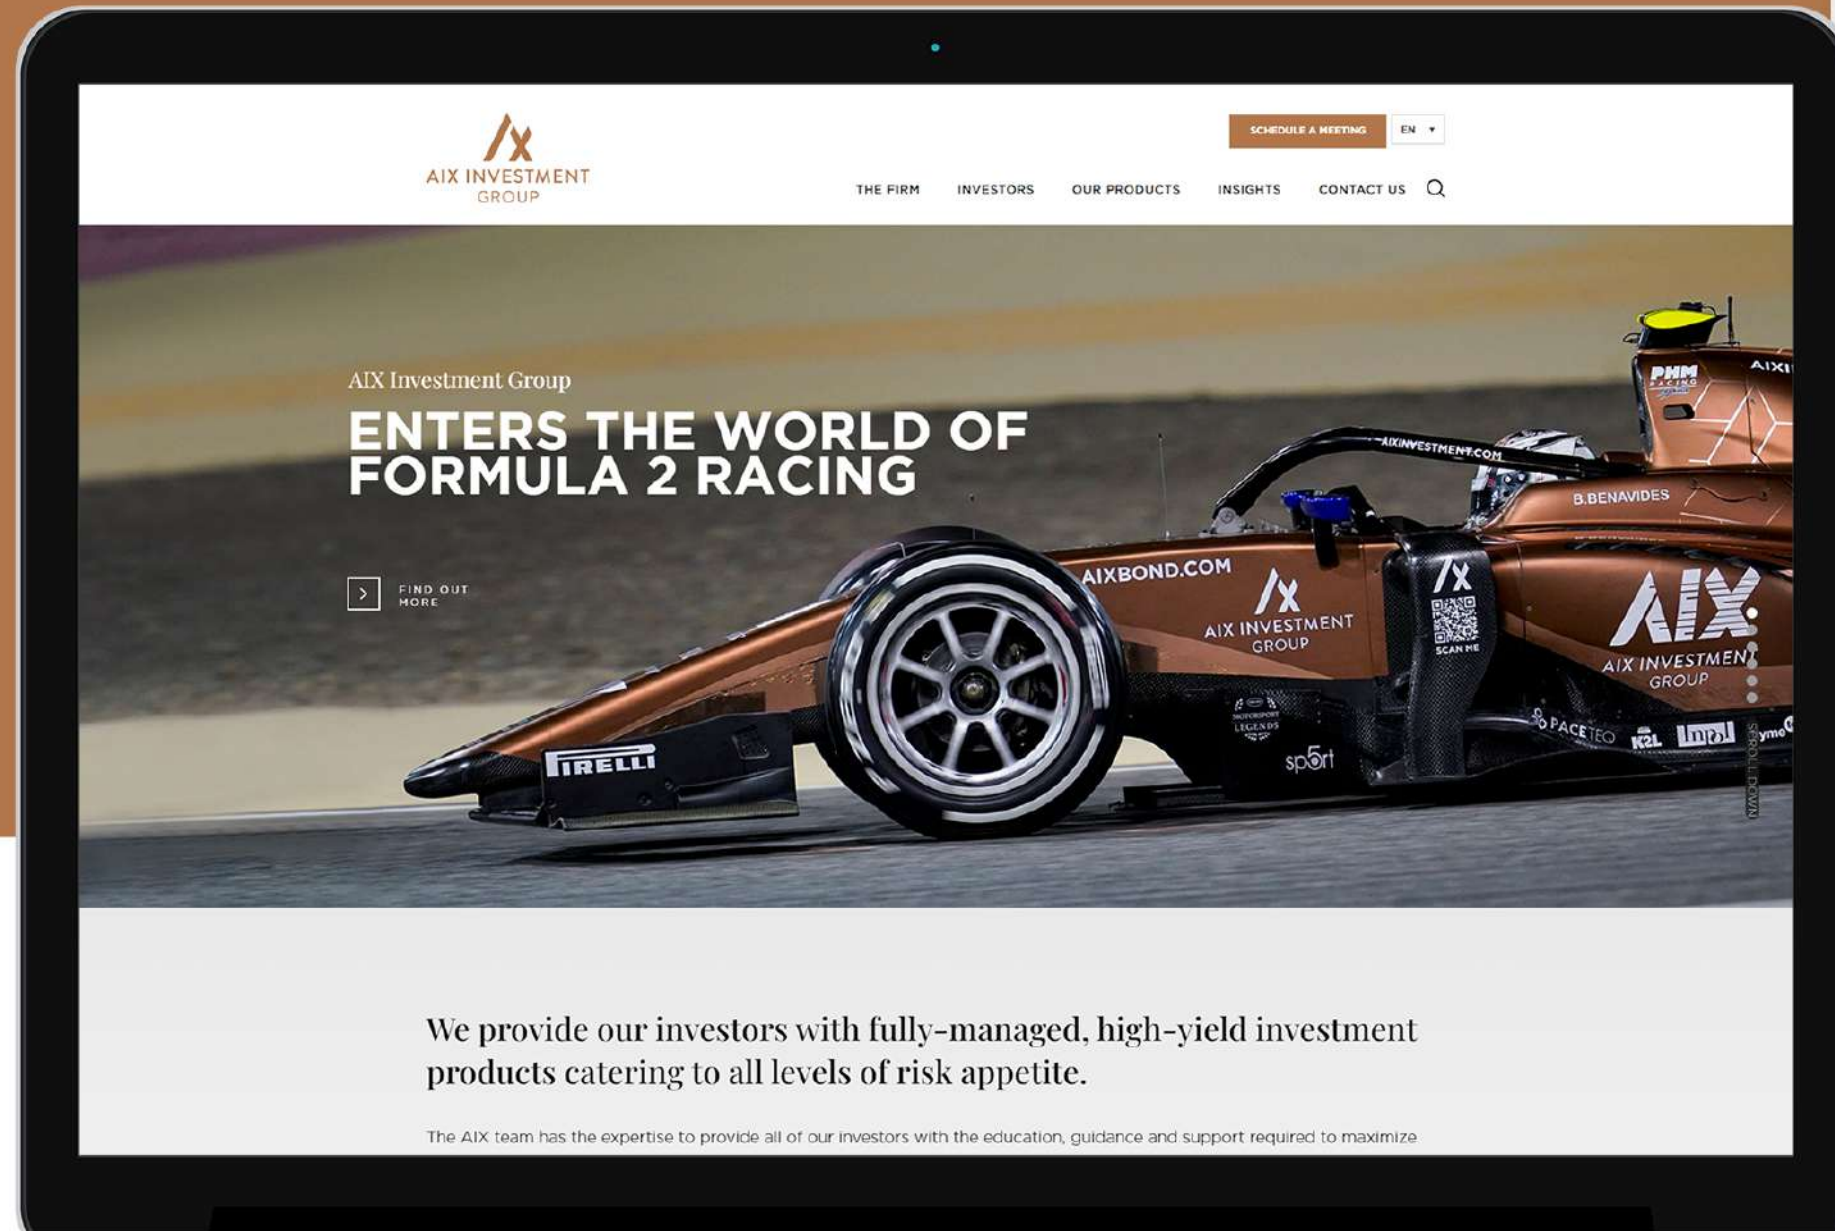 AIX INVESTMENT
GROUP
SCHEDULE A MEETING
EN
THE FIRM
INVESTORS
OUR PRODUCTS
INSIGHTS
CONTACT US
AIX Investment Group
ENTERS THE WORLD OF
FORMULA 2 RACING
FIND OUT
MORE
PHM
RACING
AIXINVESTMENT.COM
B.BENAVIDES
AIXBOND.COM
AIX INVESTMENT
GROUP
SCAN ME
AIX
AIX INVESTMENT
GROUP
PIRELLI
MOTORSPORT
LEGENDS
sp5rt
PACETEQ
K2L
SCROLL DOWN
We provide our investors with fully-managed, high-yield investment
products catering to all levels of risk appetite.
The AIX team has the expertise to provide all of our investors with the education, guidance and support required to maximize